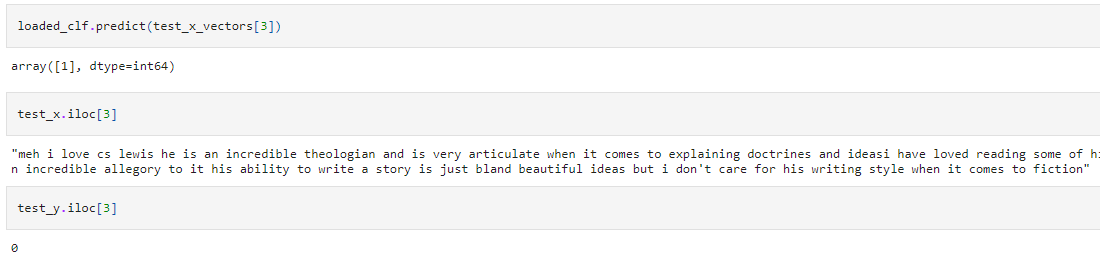 loaded_clf.predict(test_x_vectors[3])
array([1], dtype=int64)
test_x.iloc[3]
"meh i love cs lewis he is an incredible theologian and is very articulate when it comes to explaining doctrines and ideasi have loved reading some of
n incredible allegory to it his ability to write a story is just bland beautiful ideas but i don't care for his writing style when it comes to fiction"
test_y.iloc[3]
0